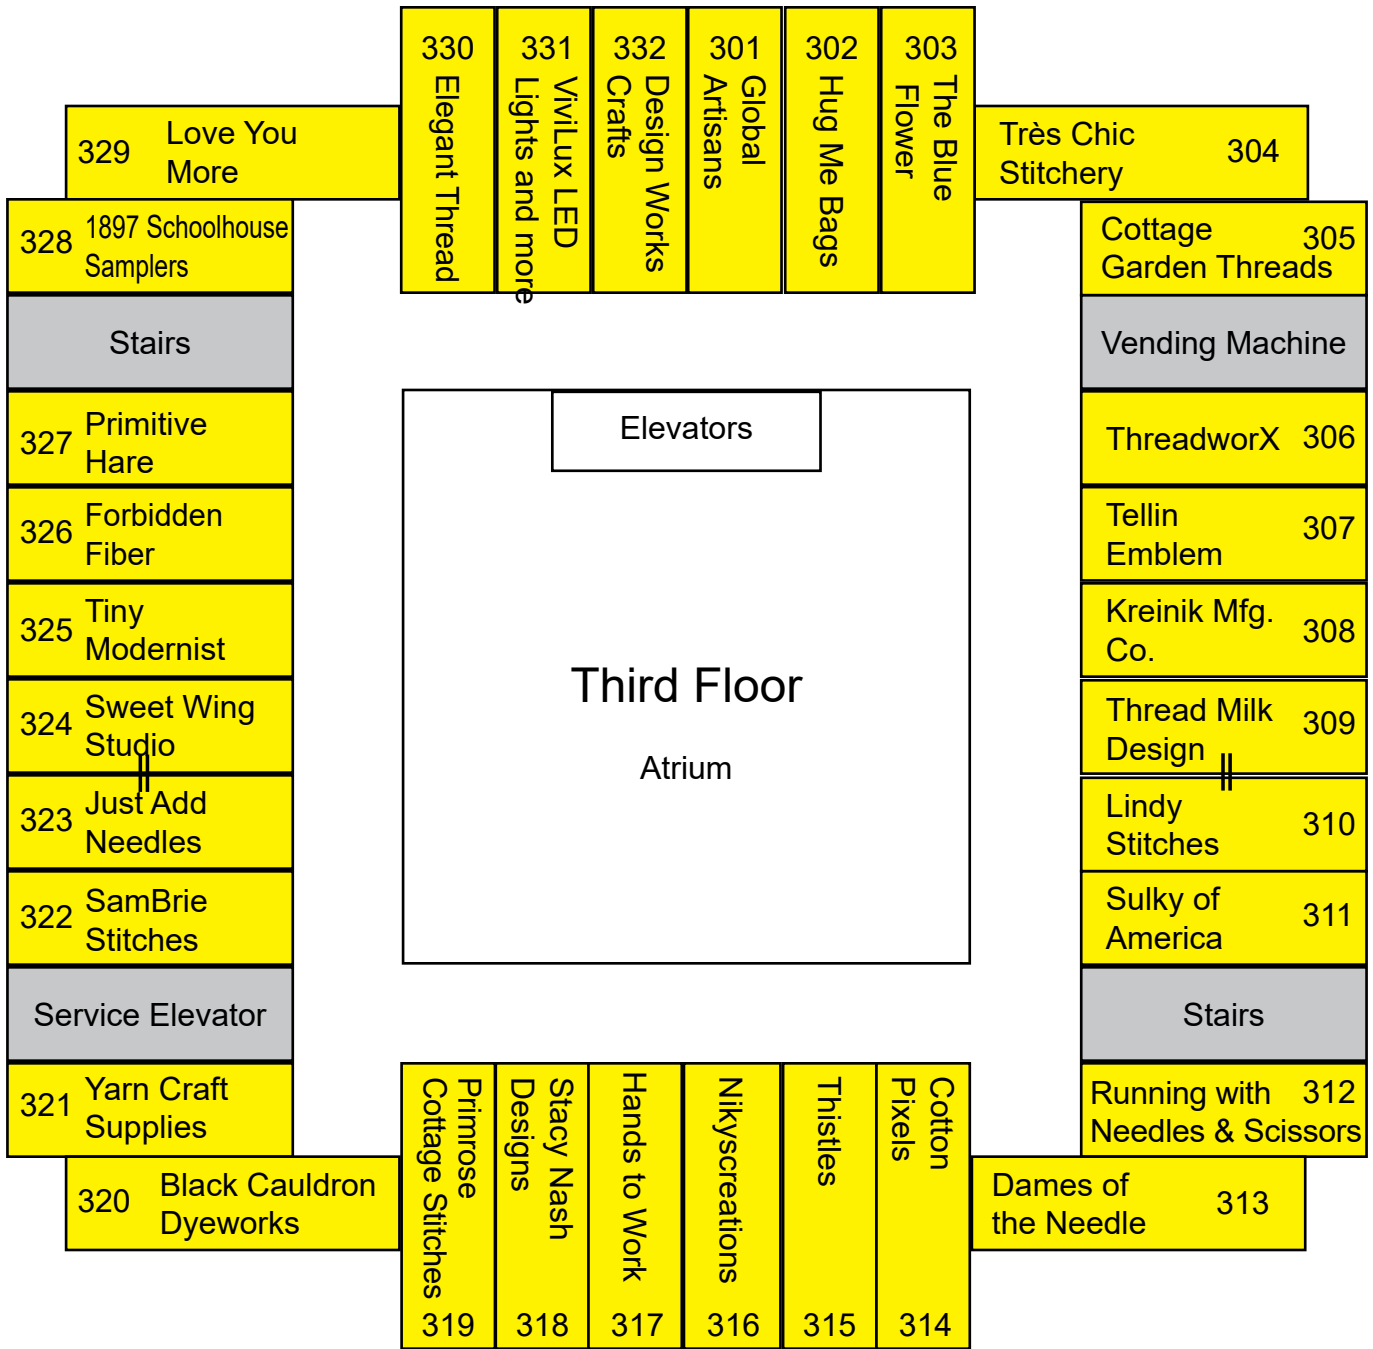 330
Elegant Thread
331
ViviLux LED
Lights and more
332
Design Works
Crafts
301
Global
Artisans
302
Hug Me Bags
303
The Blue
Flower
329
Love You
More
Très Chic
Stitchery
304
328
1897 Schoolhouse
Samplers
Cottage
Garden Threads
305
Stairs
Vending Machine
327
Primitive
Hare
Elevators
ThreadworX
306
326
Forbidden
Fiber
Tellin
Emblem
307
325
Tiny
Modernist
Kreinik Mfg.
Co.
308
324
Sweet Wing
Studio
Third Floor
Atrium
Thread Milk
Design
309
323
Just Add
Needles
Lindy
Stitches
310
322
SamBrie
Stitches
Sulky of
America
311
Service Elevator
Stairs
321
Yarn Craft
Supplies
Running with
Needles & Scissors
312
320
Black Cauldron
Dyeworks
Primrose
Cottage Stitches
319
Stacy Nash
Designs
318
Hands to Work
317
Nikyscreations
316
Thistles
315
Cotton
Pixels
314
Dames of
the Needle
313